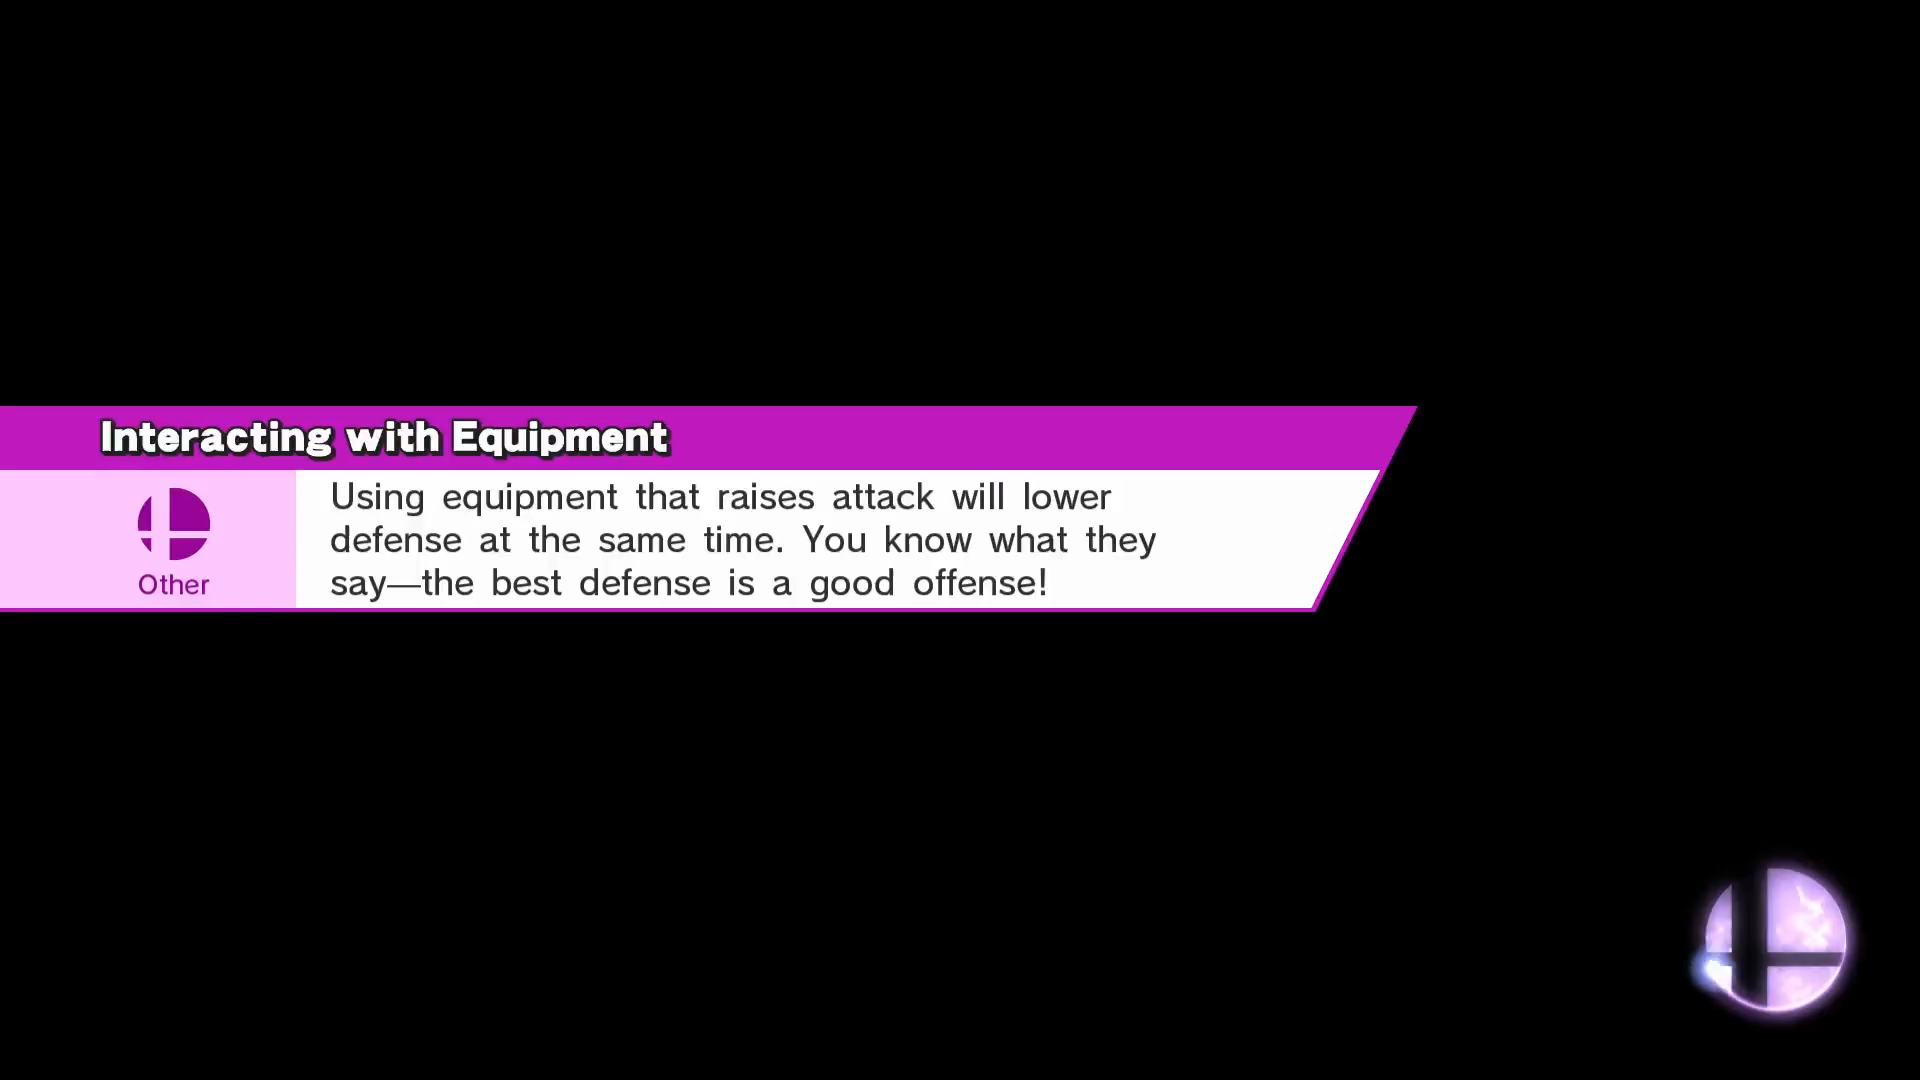 Interacting with Equipment
Using equipment that raises attack will lower
defense at the same time. You know what they
say—the best defense is a good offense!
Other